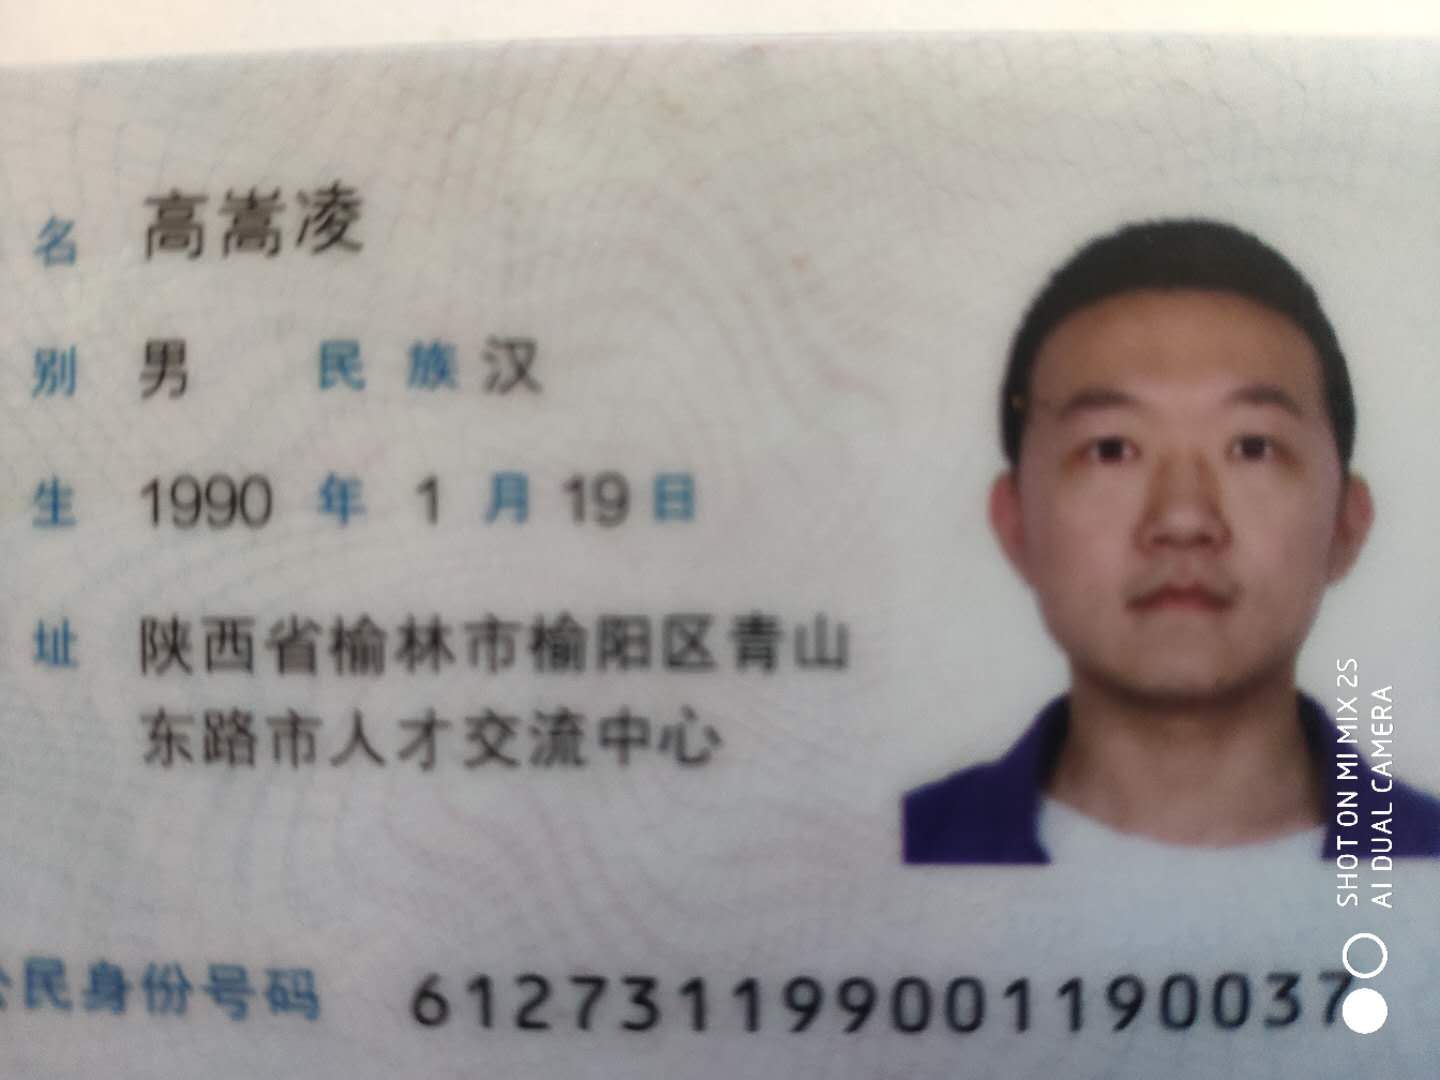 名 高嵩凌
别 男 民族 汉
生 1990 年 1 月 19 日
址 陕西省榆林市榆阳区青山
东路市人才交流中心
公民身份号码 612731199001190037
SHOT ON MI MIX 2S
AI DUAL CAMERA